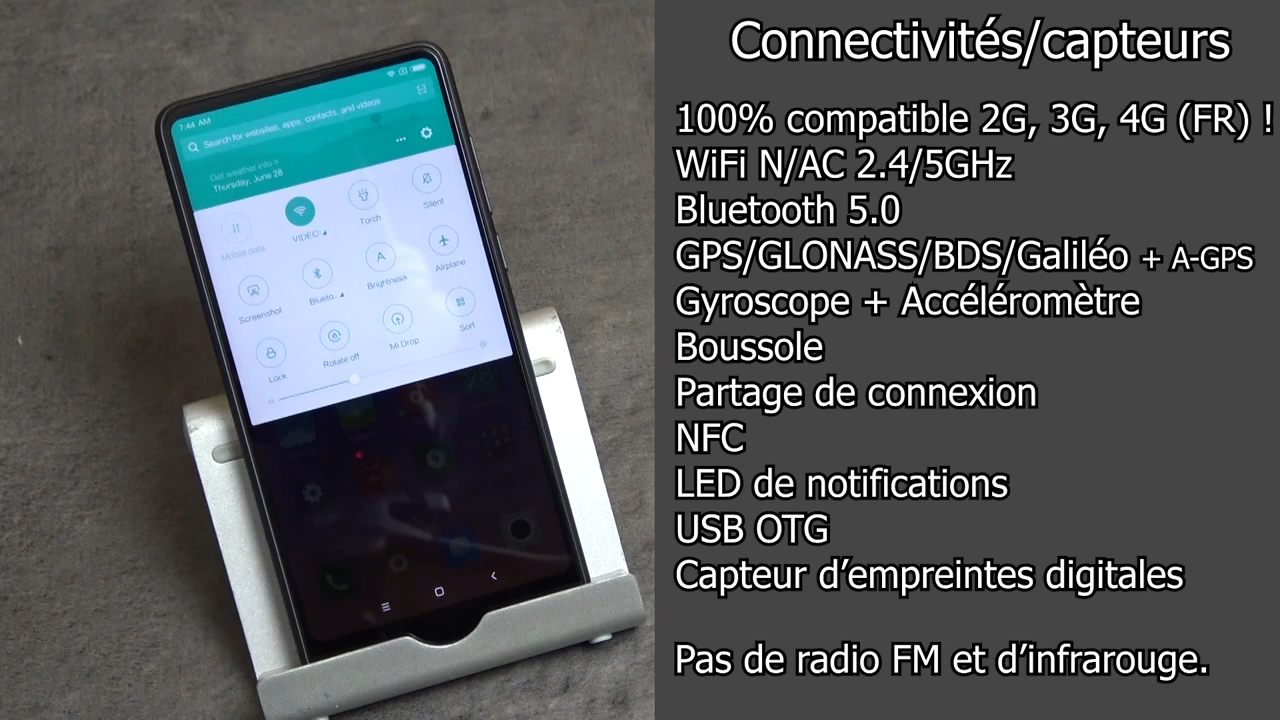 7:44 AM
Search for websites, apps, contacts, and videos
Get weather info >
Thursday, June 28
Mobile data
VIDEO
Torch
Silent
Screenshot
Blueto..
Brightness
Airplane
Lock
Rotate off
Mi Drop
Sort
Connectivités/capteurs
100% compatible 2G, 3G, 4G (FR) !
WiFi N/AC 2.4/5GHz
Bluetooth 5.0
GPS/GLONASS/BDS/Galiléo + A-GPS
Gyroscope + Accéléromètre
Boussole
Partage de connexion
NFC
LED de notifications
USB OTG
Capteur d’empreintes digitales
Pas de radio FM et d’infrarouge.